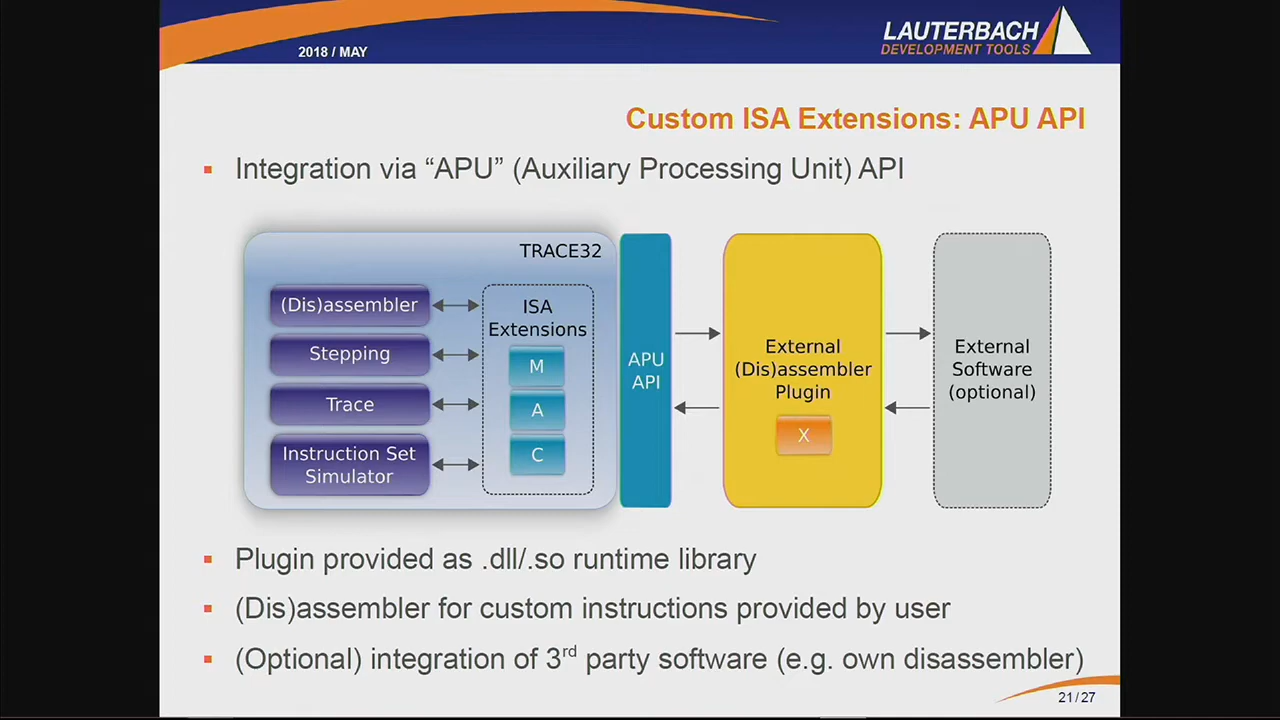 2018 / MAY
LAUTERBACH
DEVELOPMENT TOOLS
Custom ISA Extensions: APU API
Integration via “APU” (Auxiliary Processing Unit) API
TRACE32
(Dis)assembler
Stepping
Trace
Instruction Set
Simulator
ISA
Extensions
M
A
C
APU
API
External
(Dis)assembler
Plugin
X
External
Software
(optional)
Plugin provided as .dll/.so runtime library
(Dis)assembler for custom instructions provided by user
(Optional) integration of 3rd party software (e.g. own disassembler)
21/27